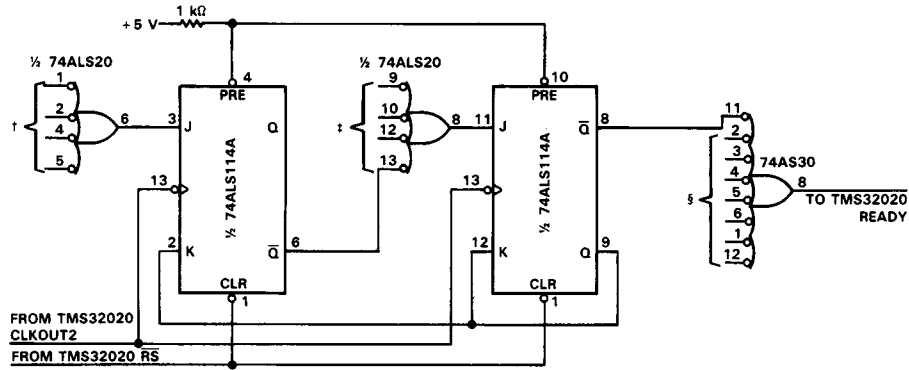 1 kΩ
+5 V
½ 74ALS20
½ 74ALS20
1
2
4
5
†
6
3
J
4
PRE
Q
13
½ 74ALS114A
2
K
Q̅
6
CLR
1
9
10
12
13
‡
8
11
J
10
PRE
Q̅
8
13
½ 74ALS114A
12
K
Q
9
CLR
1
11
2
3
4
5
6
1
12
§
74AS30
8
TO TMS32020
READY
FROM TMS32020
CLKOUT2
FROM TMS32020 R̅S̅